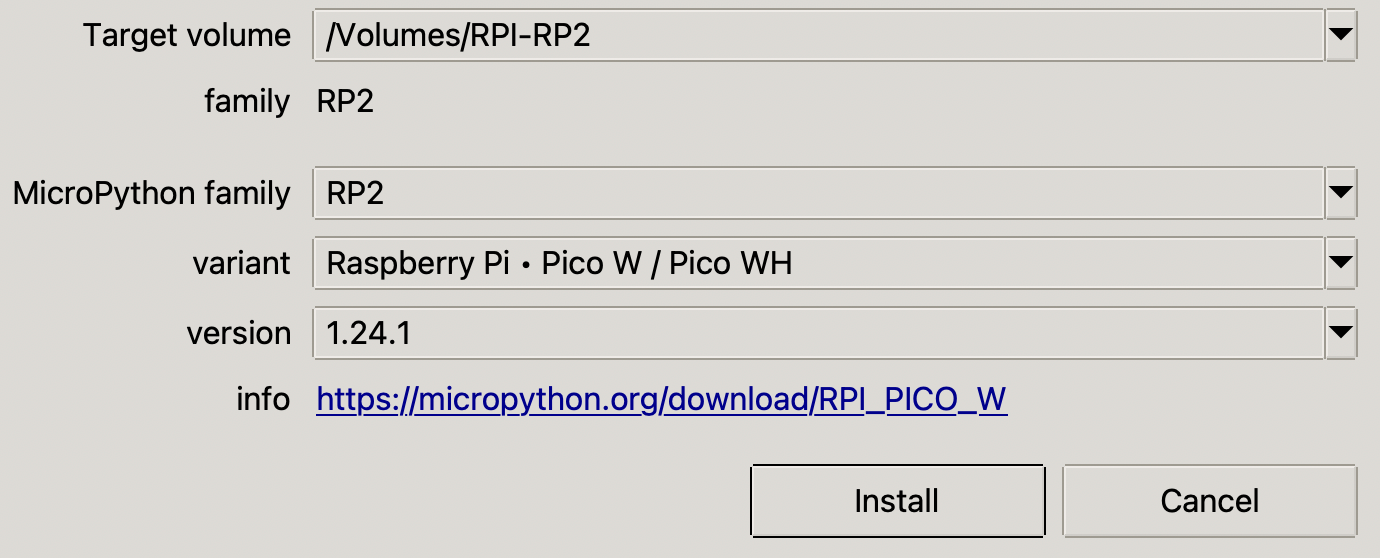 Target volume /Volumes/RPI-RP2
family RP2
MicroPython family RP2
variant Raspberry Pi • Pico W / Pico WH
version 1.24.1
info https://micropython.org/download/RPI_PICO_W
Install Cancel